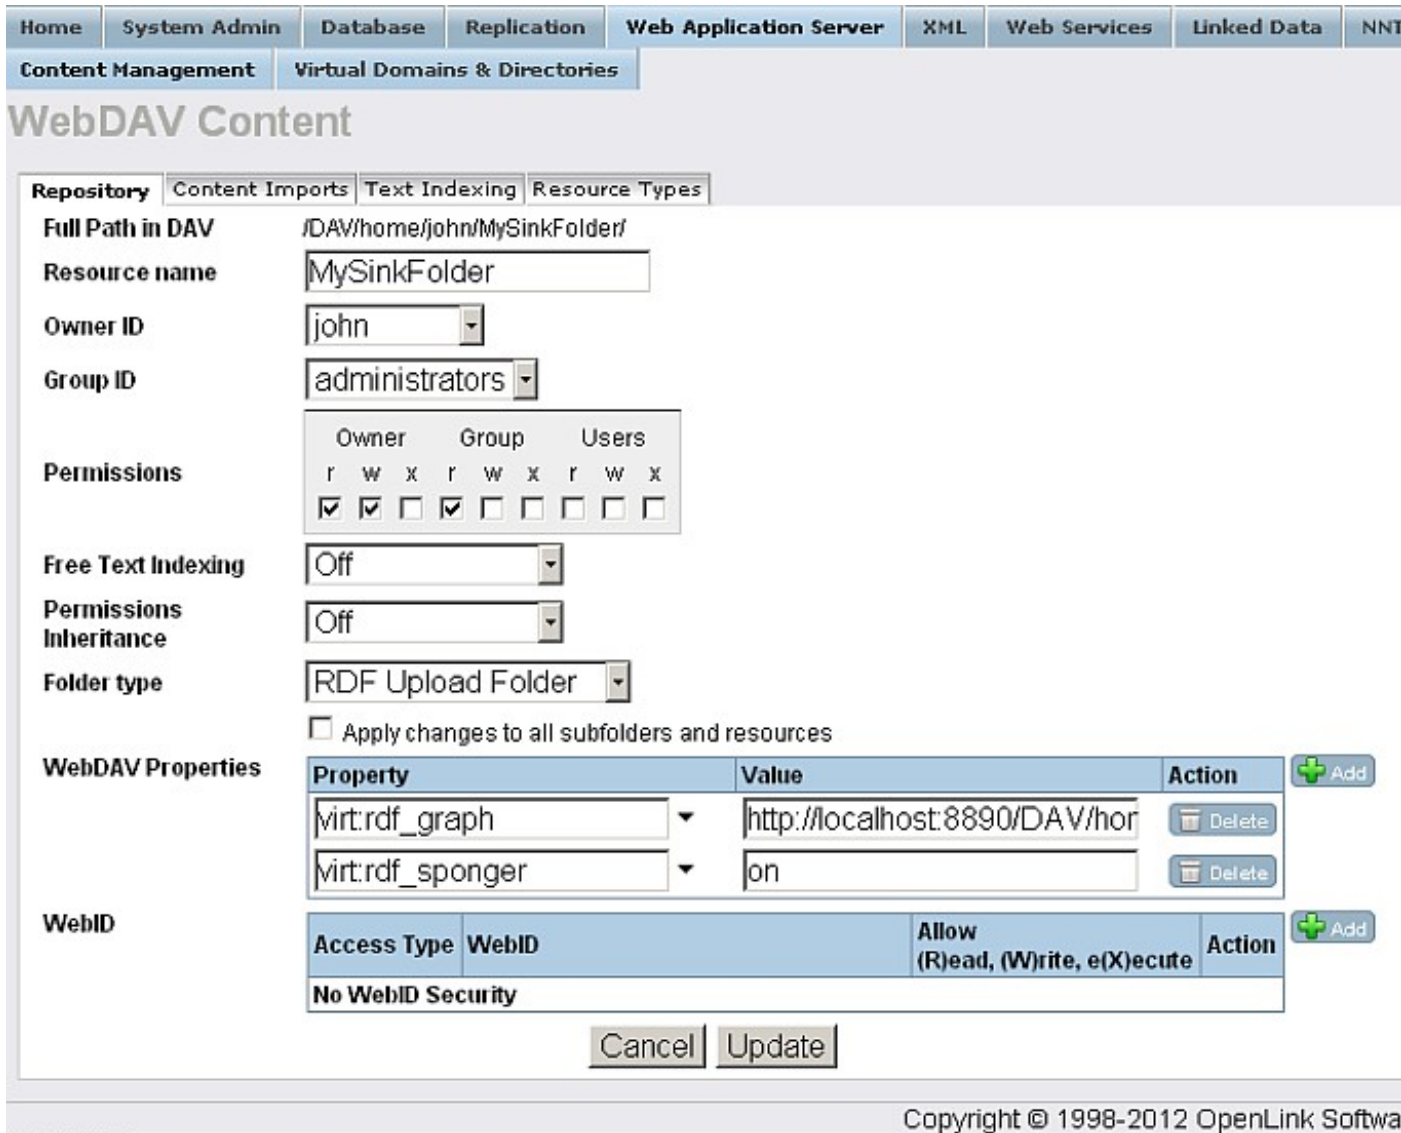 Home System Admin Database Replication Web Application Server XML Web Services Linked Data NNT
Content Management Virtual Domains & Directories
WebDAV Content
Repository Content Imports Text Indexing Resource Types
Full Path in DAV /DAV/home/john/MySinkFolder/
Resource name MySinkFolder
Owner ID john
Group ID administrators
Owner Group Users
Permissions r w x r w x r w x
Free Text Indexing Off
Permissions
Inheritance Off
Folder type RDF Upload Folder
Apply changes to all subfolders and resources
WebDAV Properties Property Value Action Add
virt:rdf_graph http://localhost:8890/DAV/hor Delete
virt:rdf_sponger on Delete
WebID Access Type WebID Allow
(R)ead, (W)rite, e(X)ecute Action Add
No WebID Security
Cancel Update
Copyright © 1998-2012 OpenLink Softwa